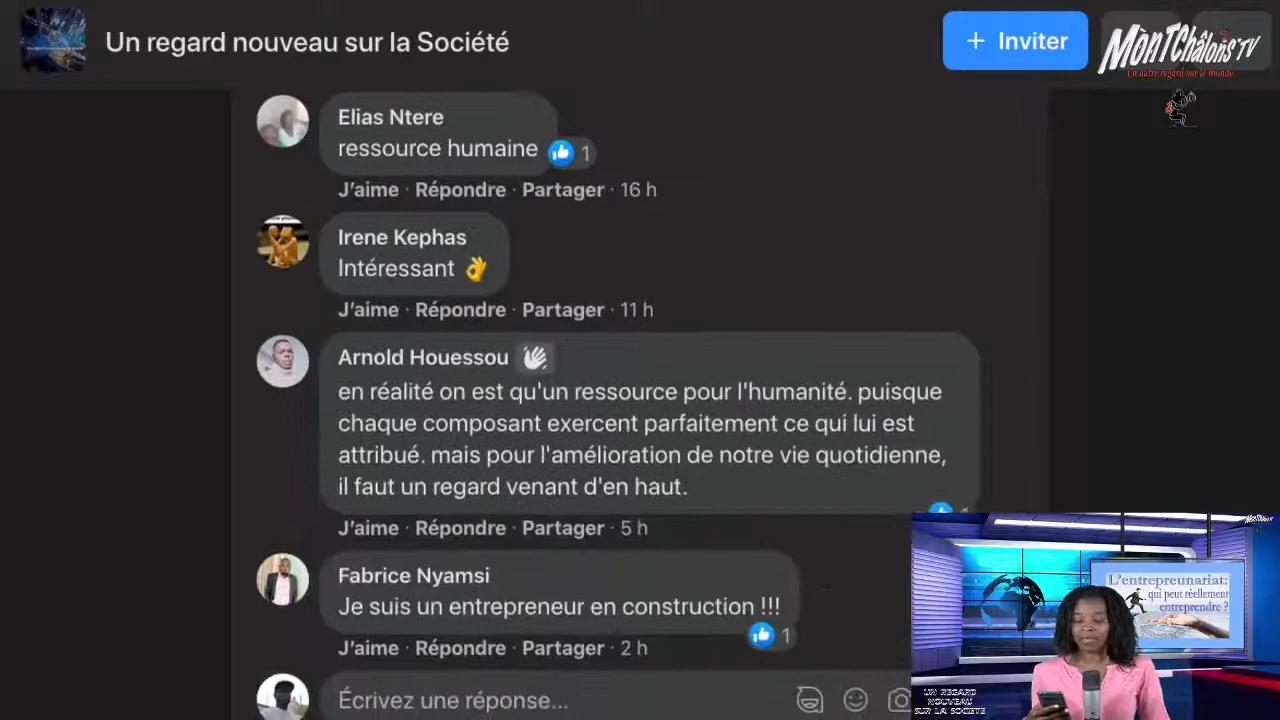 Un regard nouveau sur la Société
+ Inviter
MònTChâlons'TV
Un autre regard sur le monde
Elias Ntere
ressource humaine
1
J'aime · Répondre · Partager · 16 h
Irene Kephas
Intéressant 👌
J'aime · Répondre · Partager · 11 h
Arnold Houessou
en réalité on est qu'un ressource pour l'humanité. puisque
chaque composant exercent parfaitement ce qui lui est
attribué. mais pour l'amélioration de notre vie quotidienne,
il faut un regard venant d'en haut.
J'aime · Répondre · Partager · 5 h
Fabrice Nyamsi
Je suis un entrepreneur en construction !!!
1
J'aime · Répondre · Partager · 2 h
Écrivez une réponse...
L'entrepreunariat:
qui peut réellement
entreprendre ?
UN REGARD
NOUVEAU
SUR LA SOCIETE